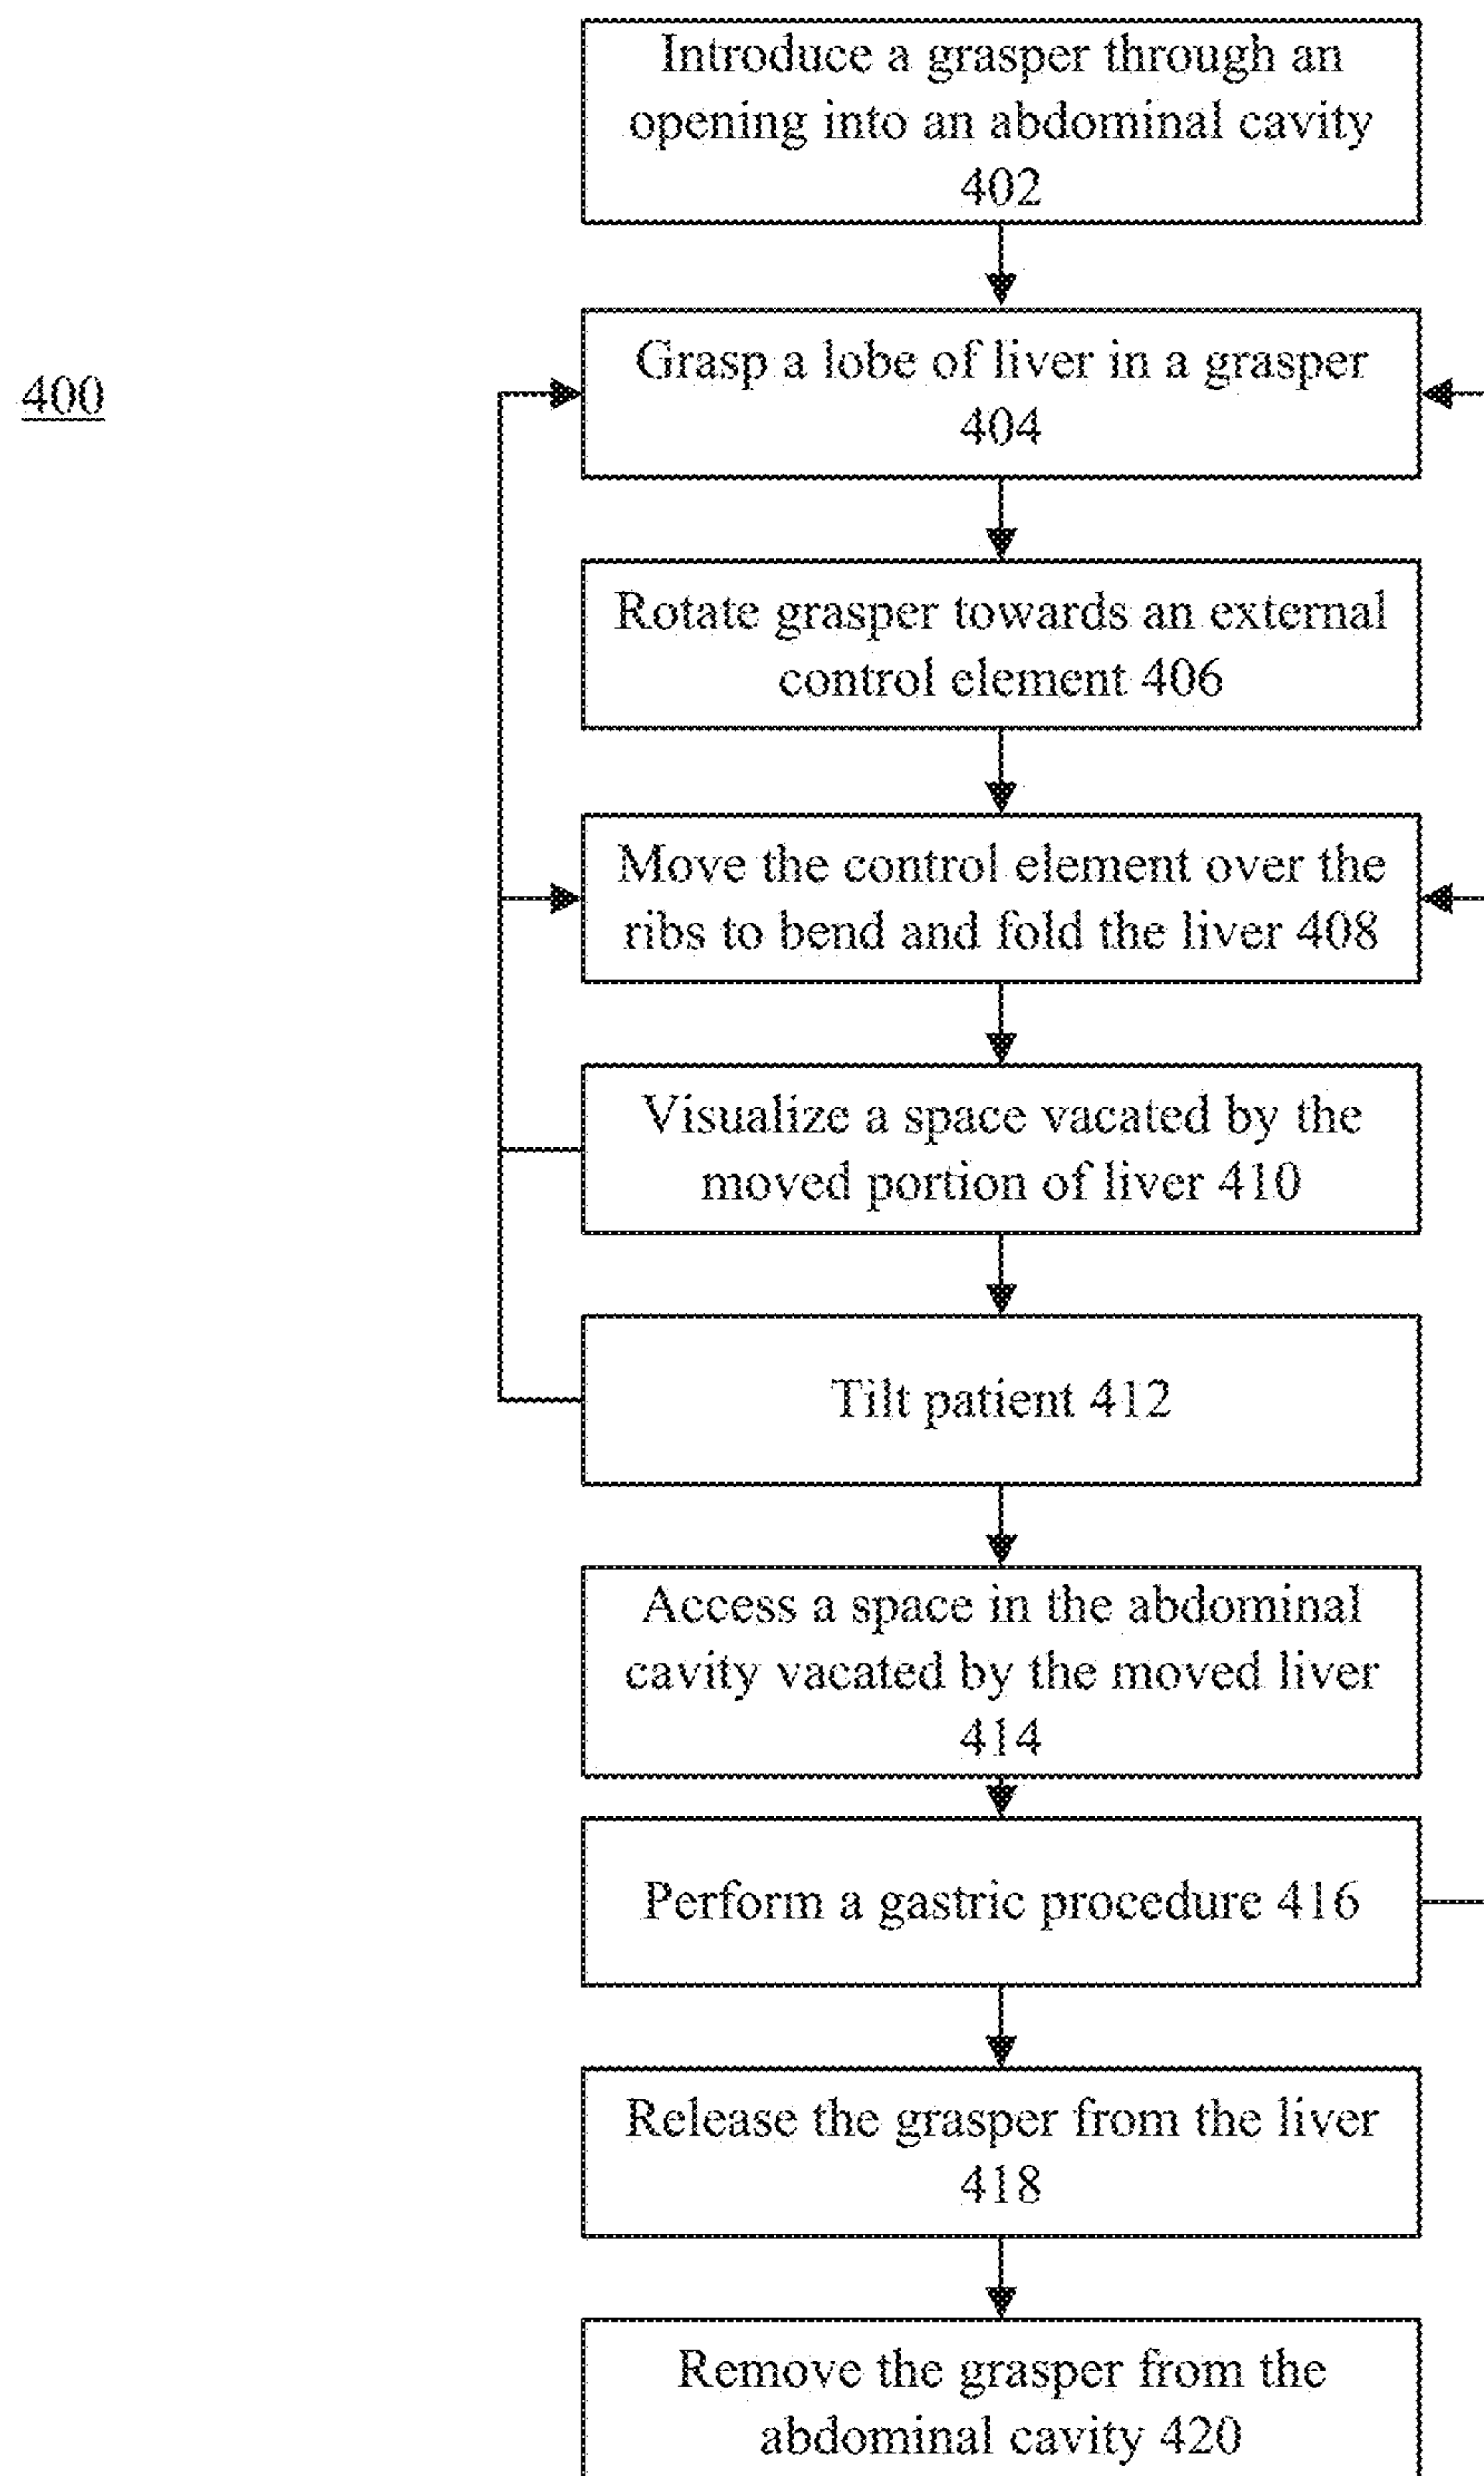 Introduce a grasper through an
opening into an abdominal cavity
402
400
Grasp a lobe of liver in a grasper
404
Rotate grasper towards an external
control element 406
Move the control element over the
ribs to bend and fold the liver 408
Visualize a space vacated by the
moved portion of liver 410
Tilt patient 412
Access a space in the abdominal
cavity vacated by the moved liver
414
Perform a gastric procedure 416
Release the grasper from the liver
418
Remove the grasper from the
abdominal cavity 420